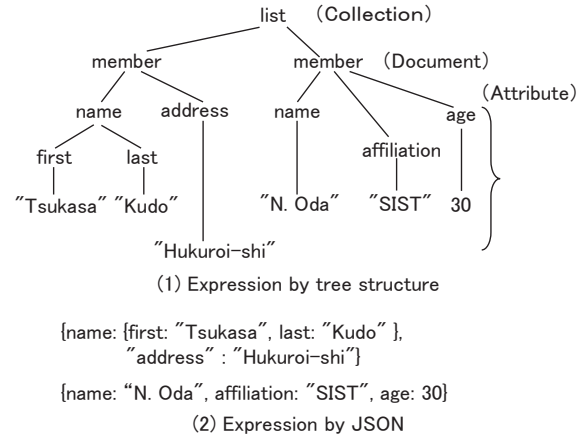 list (Collection)
member member (Document)
(Attribute)
name address name age
first last affiliation
"Tsukasa" "Kudo" "N. Oda" "SIST" 30
"Hukuroi-shi"
(1) Expression by tree structure
{name: {first: "Tsukasa", last: "Kudo" },
"address" : "Hukuroi-shi"}
{name: “N. Oda", affiliation: "SIST", age: 30}
(2) Expression by JSON